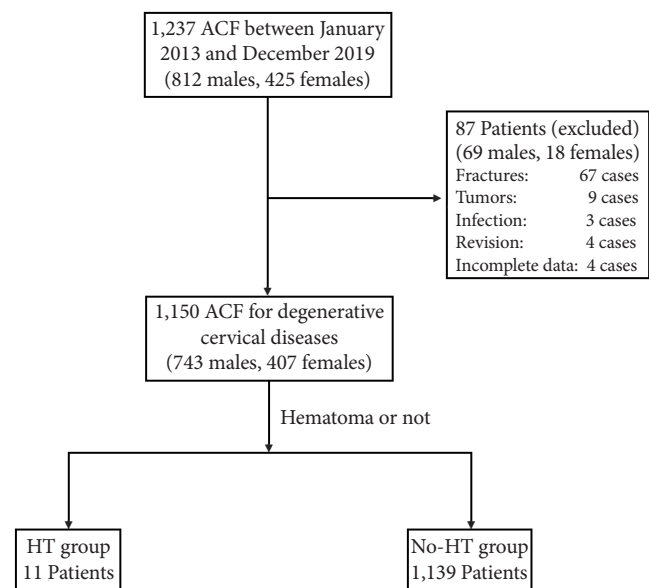 1,237 ACF between January
2013 and December 2019
(812 males, 425 females)
87 Patients (excluded)
(69 males, 18 females)
Fractures: 67 cases
Tumors: 9 cases
Infection: 3 cases
Revision: 4 cases
Incomplete data: 4 cases
1,150 ACF for degenerative
cervical diseases
(743 males, 407 females)
Hematoma or not
HT group
11 Patients
No-HT group
1,139 Patients